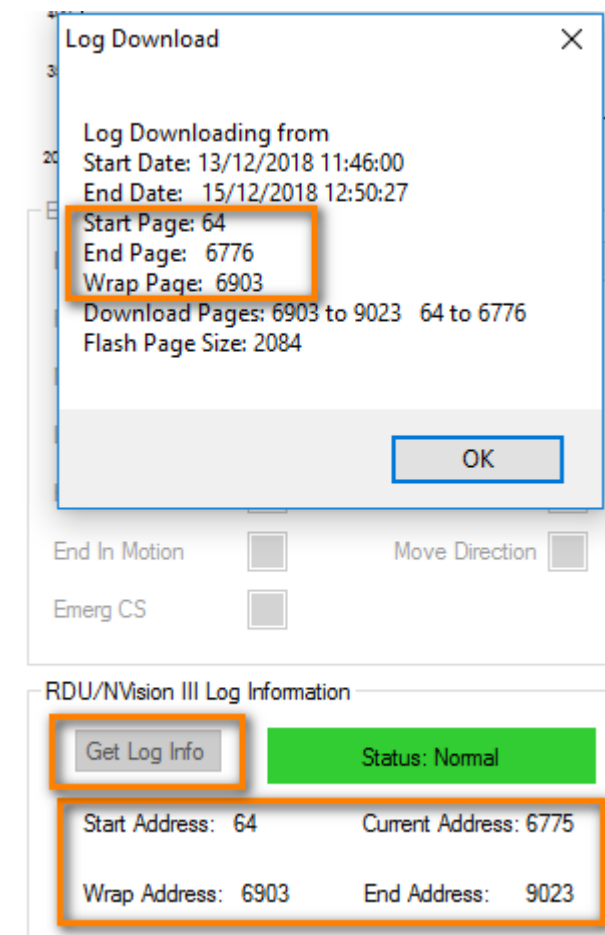 Log Download
Log Downloading from
Start Date: 13/12/2018 11:46:00
End Date: 15/12/2018 12:50:27
Start Page: 64
End Page: 6776
Wrap Page: 6903
Download Pages: 6903 to 9023 64 to 6776
Flash Page Size: 2084
OK
End In Motion Move Direction
Emerg CS
RDU/NVision III Log Information
Get Log Info Status: Normal
Start Address: 64 Current Address: 6775
Wrap Address: 6903 End Address: 9023